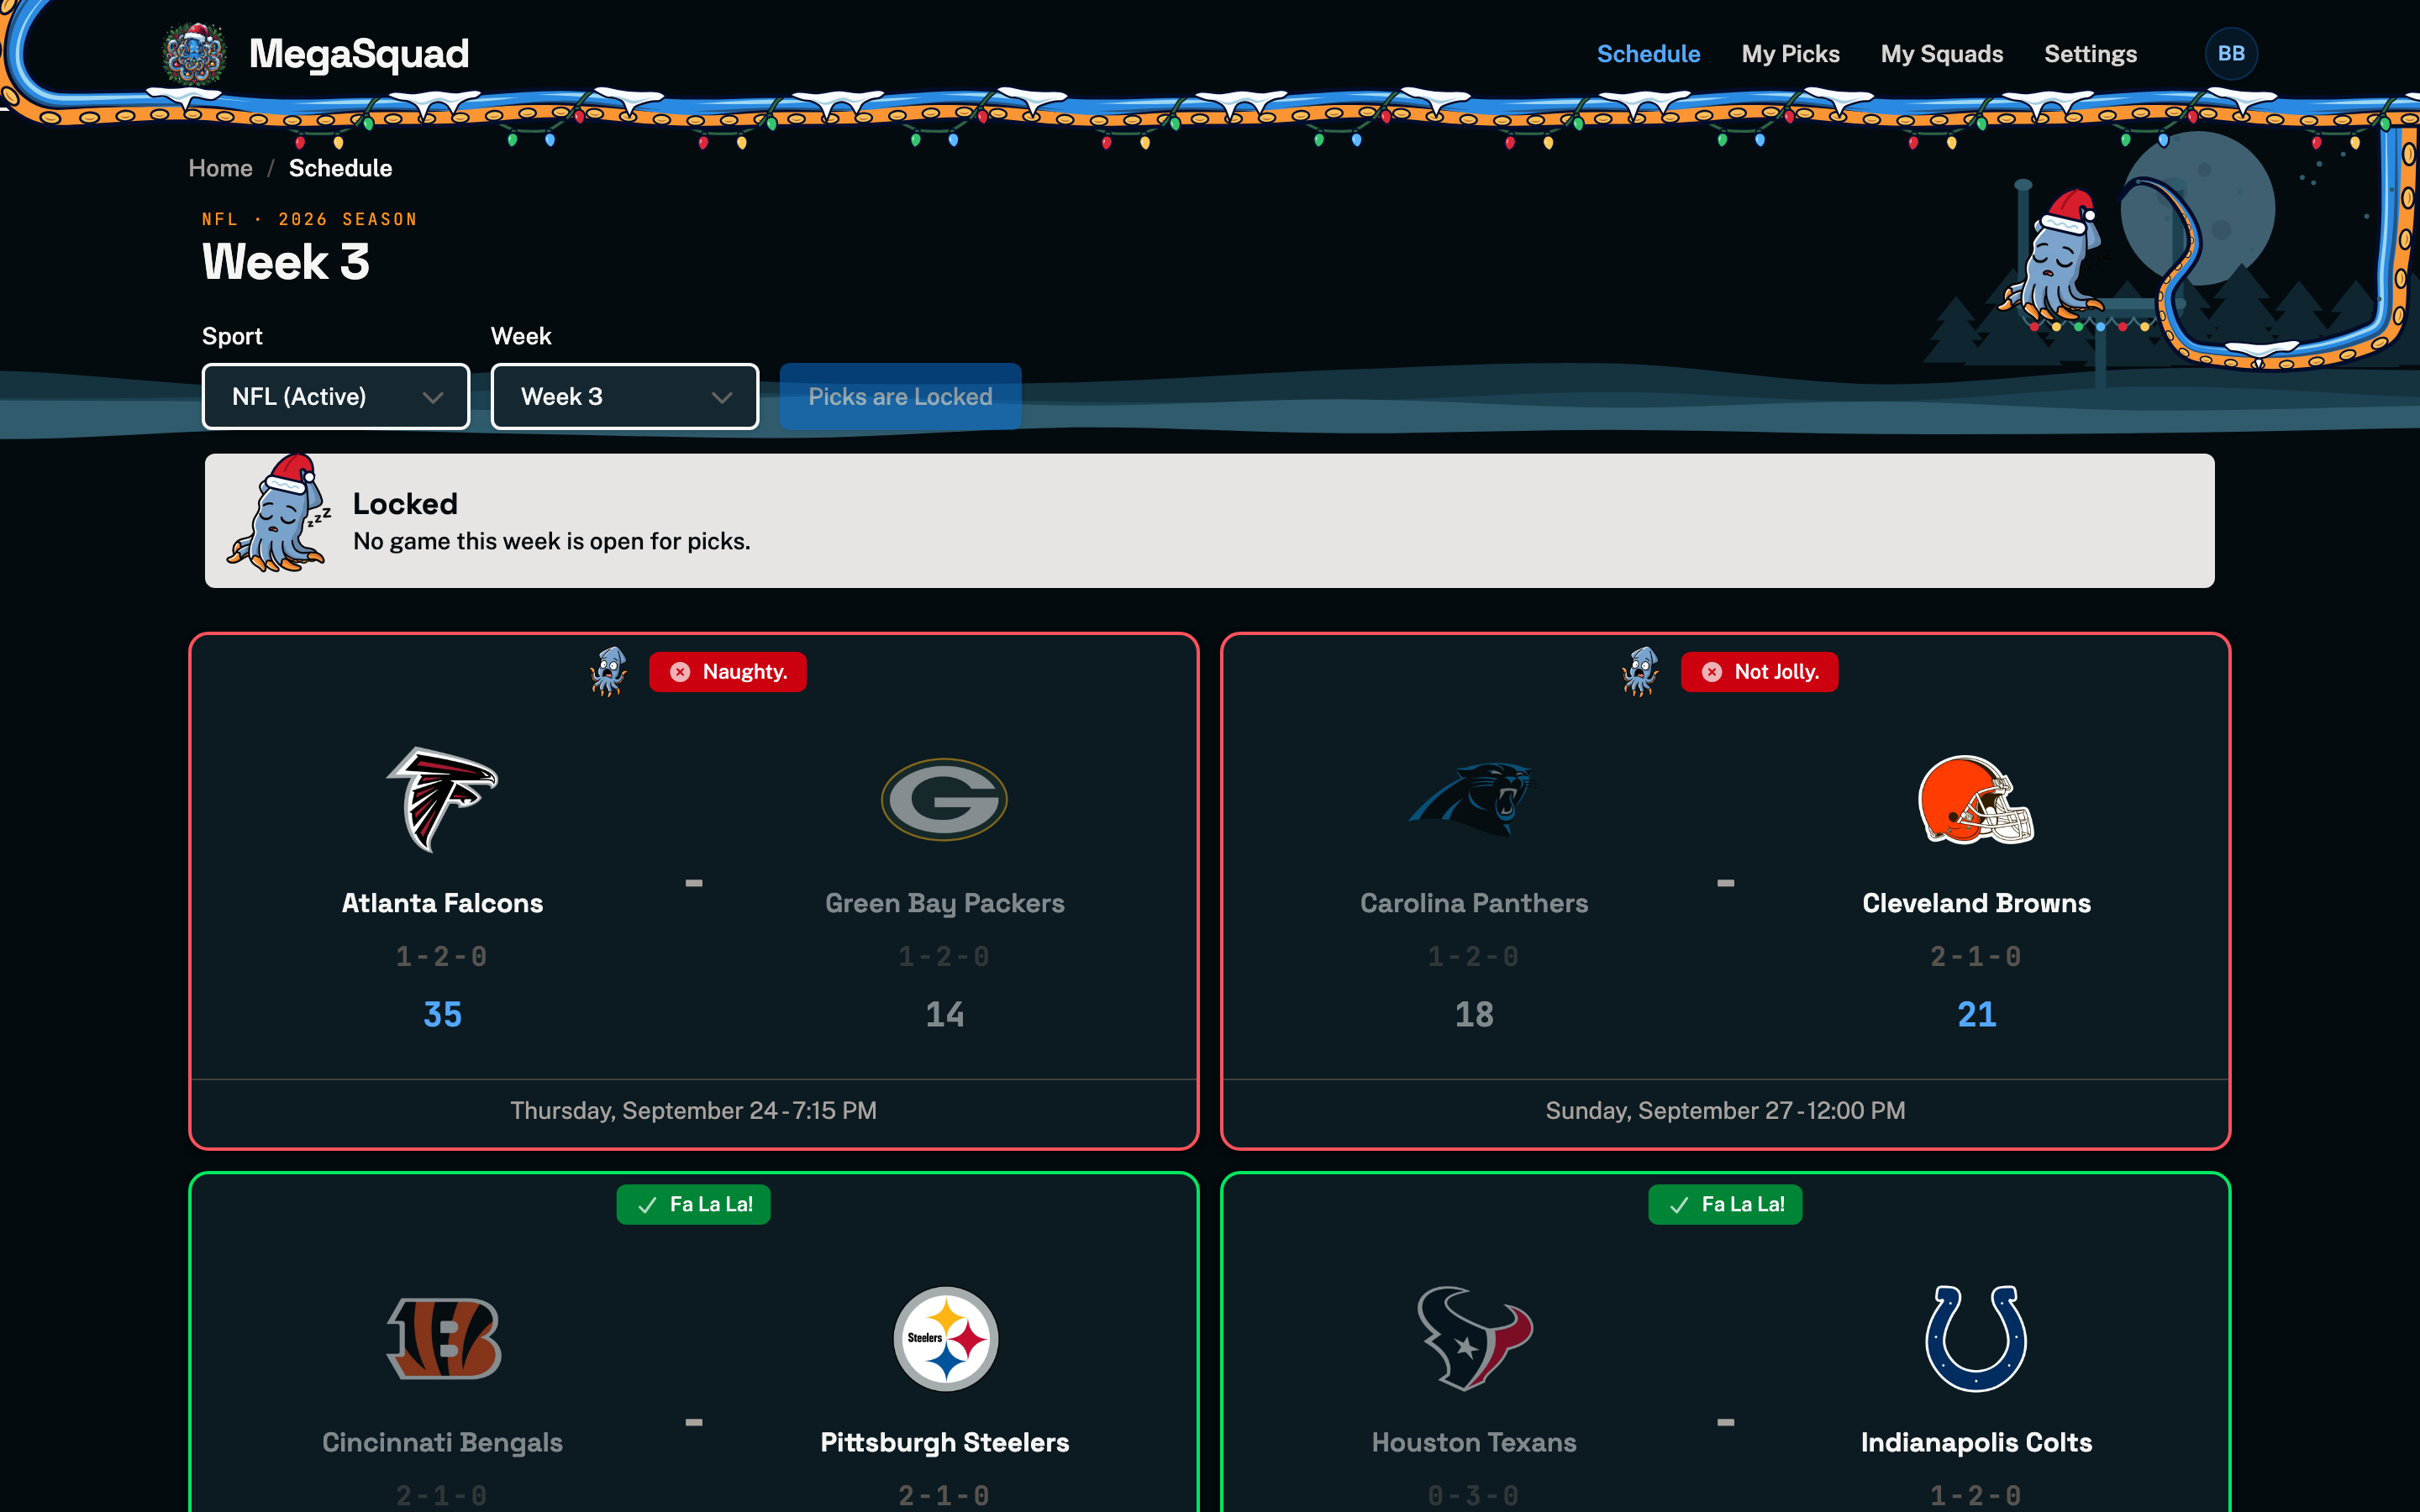 MegaSquad
Schedule My Picks My Squads Settings BB
Home / Schedule
NFL · 2026 SEASON
Week 3
Sport Week
NFL (Active) Week 3 Picks are Locked
Locked
No game this week is open for picks.
z z z
Naughty. Not Jolly.
G
Atlanta Falcons - Green Bay Packers Carolina Panthers - Cleveland Browns
1-2-0 1-2-0 1-2-0 2-1-0
35 14 18 21
Thursday, September 24 - 7:15 PM Sunday, September 27 - 12:00 PM
Fa La La! Fa La La!
B Steelers
Cincinnati Bengals - Pittsburgh Steelers Houston Texans - Indianapolis Colts
2-1-0 2-1-0 0-3-0 1-2-0